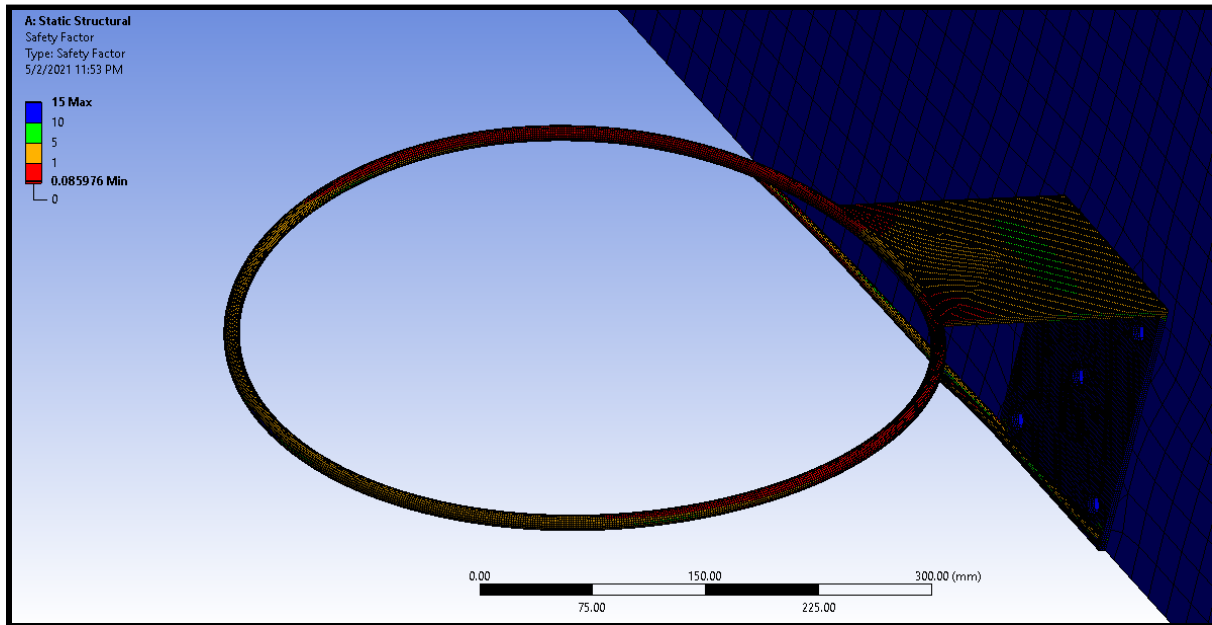 A: Static Structural
Safety Factor
Type: Safety Factor
5/2/2021 11:53 PM
15 Max
10
5
1
0.085976 Min
0
0.00 150.00 300.00 (mm)
75.00 225.00